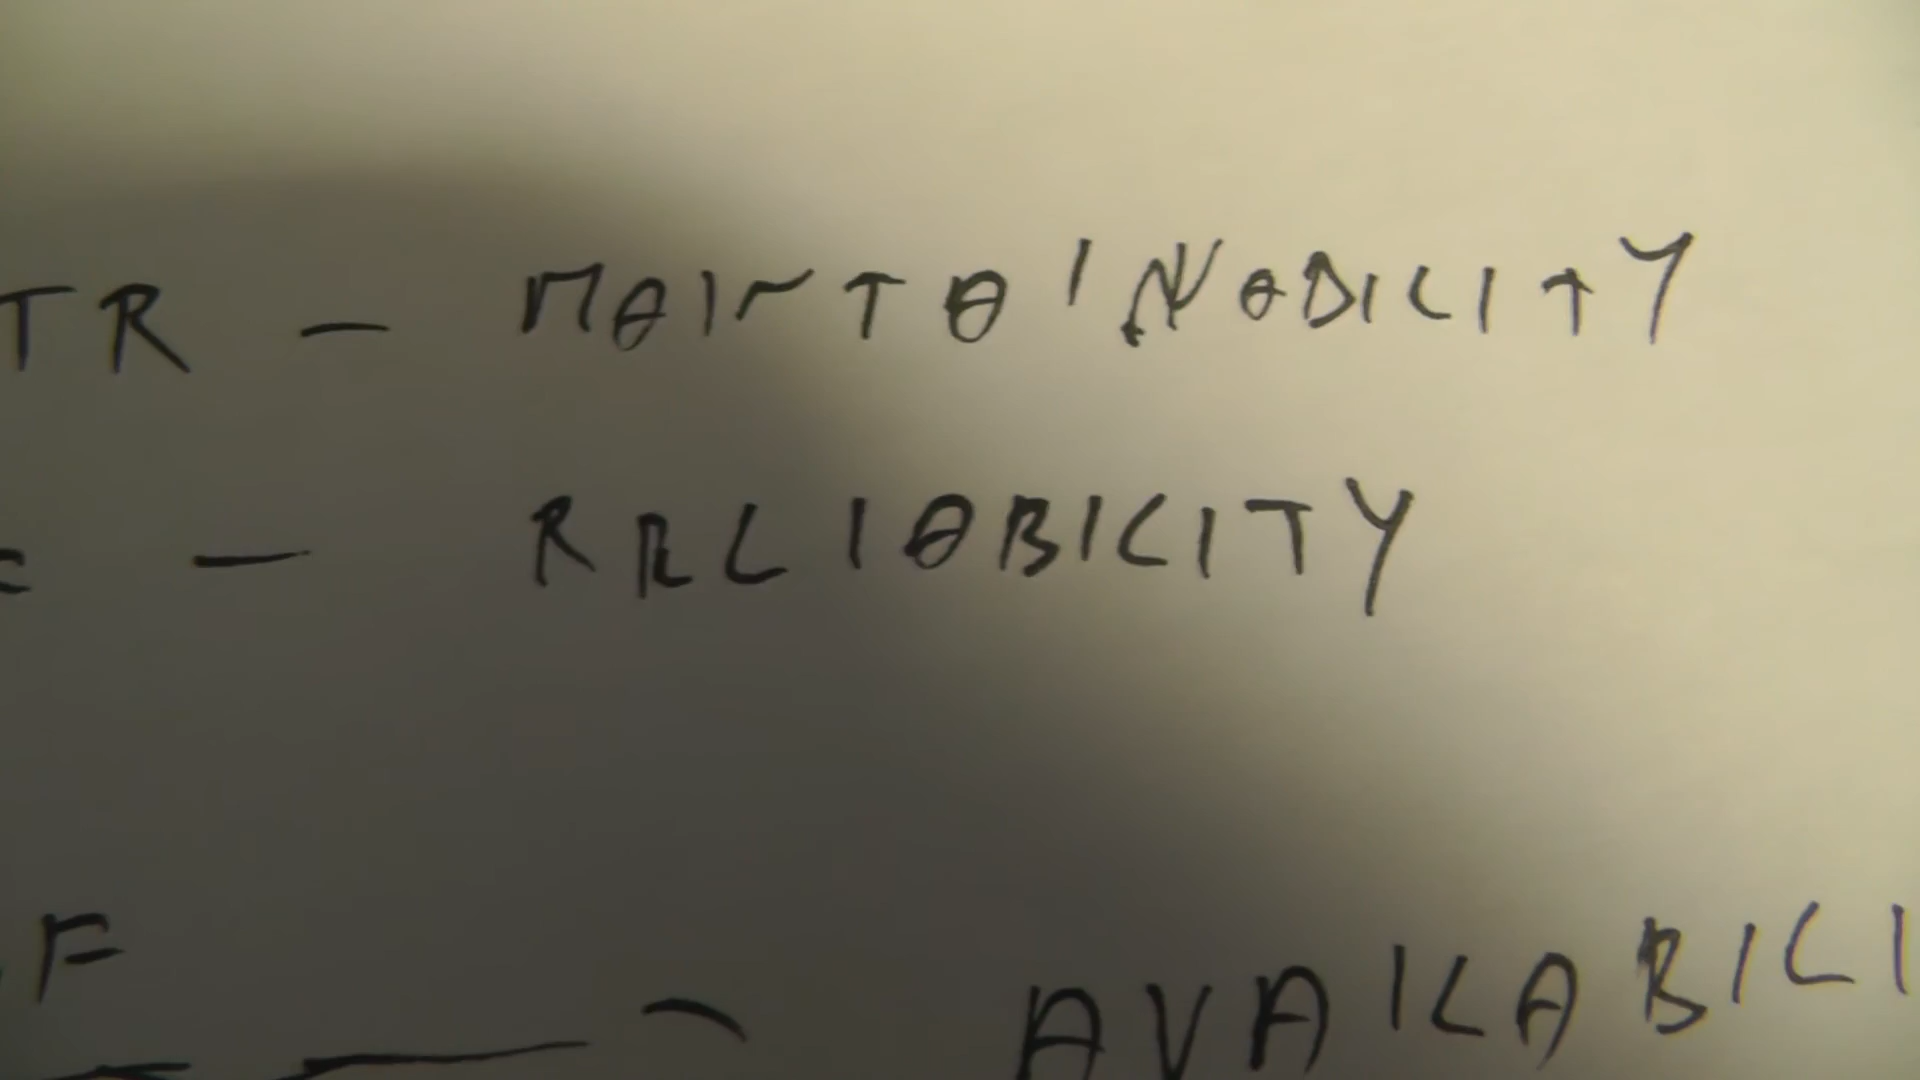 TR — MAINTAINABILITY
— RELIABILITY
F
— AVAILABILI